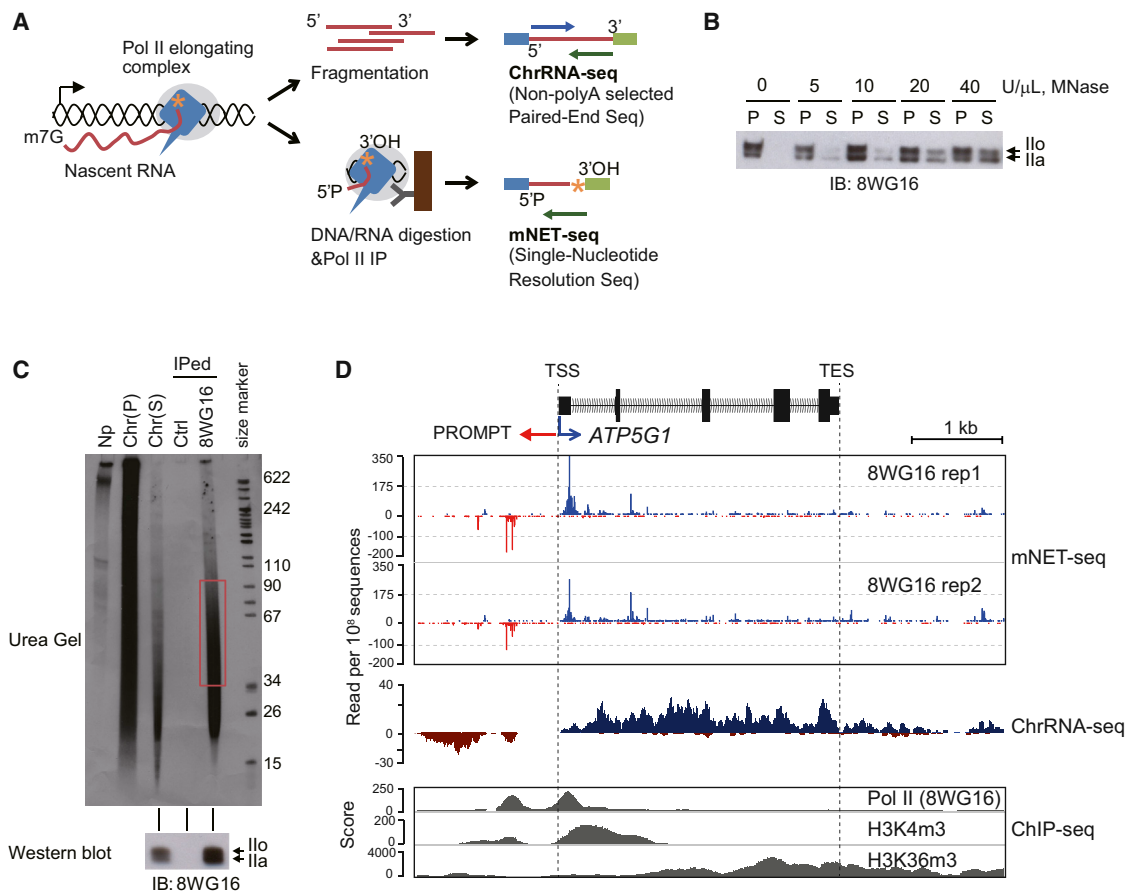 A
Pol II elongating
complex
m7G
Nascent RNA
5' 3'
Fragmentation
3'
5'
ChrRNA-seq
(Non-polyA selected
Paired-End Seq)
3'OH
5'P
DNA/RNA digestion
&Pol II IP
3'OH
5'P
mNET-seq
(Single-Nucleotide
Resolution Seq)
B
0 5 10 20 40 U/µL, MNase
P S P S P S P S P S
IIo
IIa
IB: 8WG16
C
IPed
Np
Chr(P)
Chr(S)
Ctrl
8WG16
size marker
622
242
110
90
67
34
26
15
Urea Gel
Western blot
IIo
IIa
IB: 8WG16
D
TSS TES
PROMPT ATP5G1
1 kb
350
175
0
-100
-200
8WG16 rep1
350
175
0
-100
-200
8WG16 rep2
mNET-seq
Read per 10⁸ sequences
40
0
-30
ChrRNA-seq
Score
250
0
Pol II (8WG16)
200
0
H3K4m3
4000
0
H3K36m3
ChIP-seq